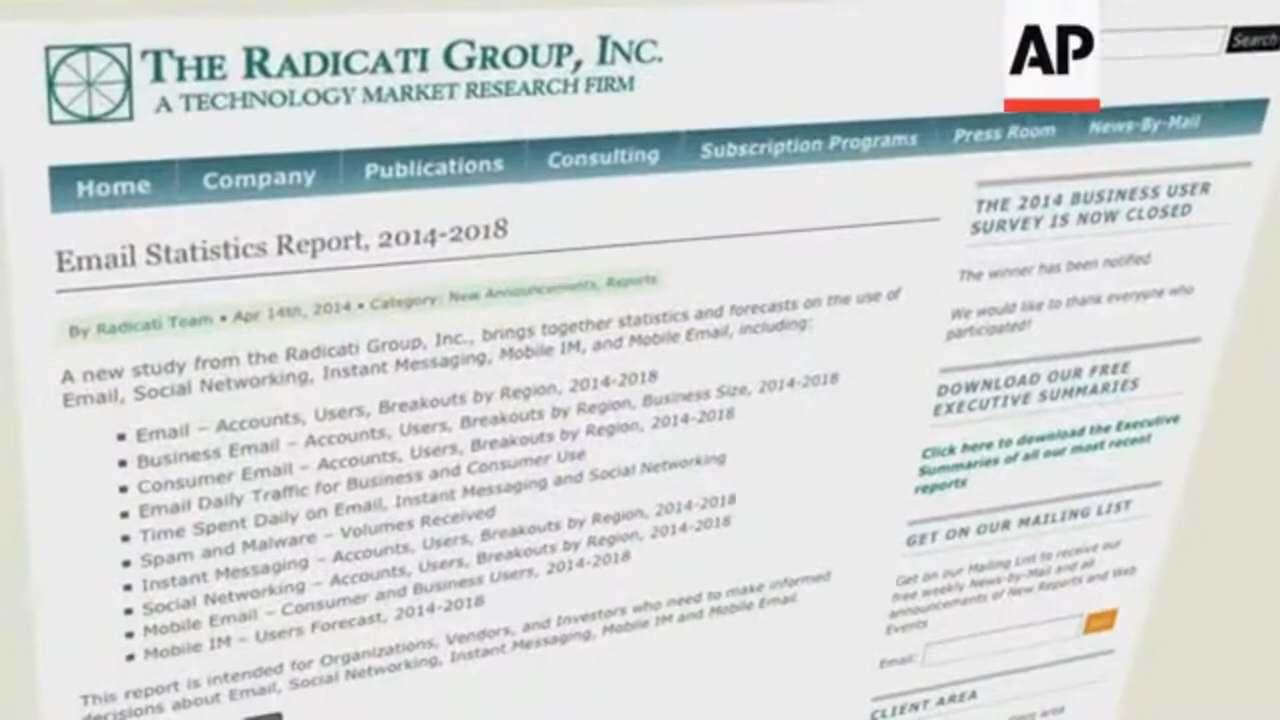 THE RADICATI GROUP, INC.
A TECHNOLOGY MARKET RESEARCH FIRM
AP
Search
Home Company Publications Consulting Subscription Programs Press Room News-By-Mail
Email Statistics Report, 2014-2018
By Radicati Team • Apr 14th, 2014 • Category: New Announcements, Reports
A new study from the Radicati Group, Inc., brings together statistics and forecasts on the use of
Email, Social Networking, Instant Messaging, Mobile IM, and Mobile Email, including:
▪ Email – Accounts, Users, Breakouts by Region, 2014-2018
▪ Business Email – Accounts, Users, Breakouts by Region, Business Size, 2014-2018
▪ Consumer Email – Accounts, Users, Breakouts by Region, 2014-2018
▪ Email Daily Traffic for Business and Consumer Use
▪ Time Spent Daily on Email, Instant Messaging and Social Networking
▪ Spam and Malware – Volumes Received
▪ Instant Messaging – Accounts, Users, Breakouts by Region, 2014-2018
▪ Social Networking – Accounts, Users, Breakouts by Region, 2014-2018
▪ Mobile Email – Consumer and Business Users, 2014-2018
▪ Mobile IM – Users Forecast, 2014-2018
This report is intended for Organizations, Vendors, and Investors who need to make informed
decisions about Email, Social Networking, Instant Messaging, Mobile IM and Mobile Email.
THE 2014 BUSINESS USER
SURVEY IS NOW CLOSED
The winner has been notified.
We would like to thank everyone who
participated!
DOWNLOAD OUR FREE
EXECUTIVE SUMMARIES
Click here to download the Executive
Summaries of all our most recent
reports
GET ON OUR MAILING LIST
Get on our Mailing List to receive our
free weekly News-by-Mail and all
announcements of New Reports and Web
Events
Email:
CLIENT AREA